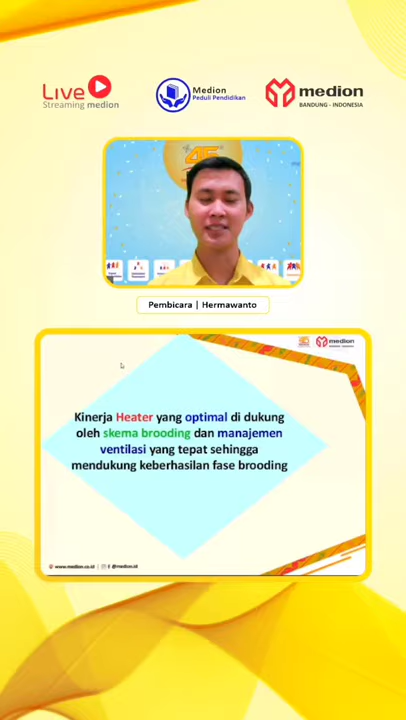 Live
Streaming medion
Medion
Peduli Pendidikan
medion
BANDUNG - INDONESIA
45
Pembicara | Hermawanto
medion
Kinerja Heater yang optimal di dukung
oleh skema brooding dan manajemen
ventilasi yang tepat sehingga
mendukung keberhasilan fase brooding
www.medion.co.id | @medion.id